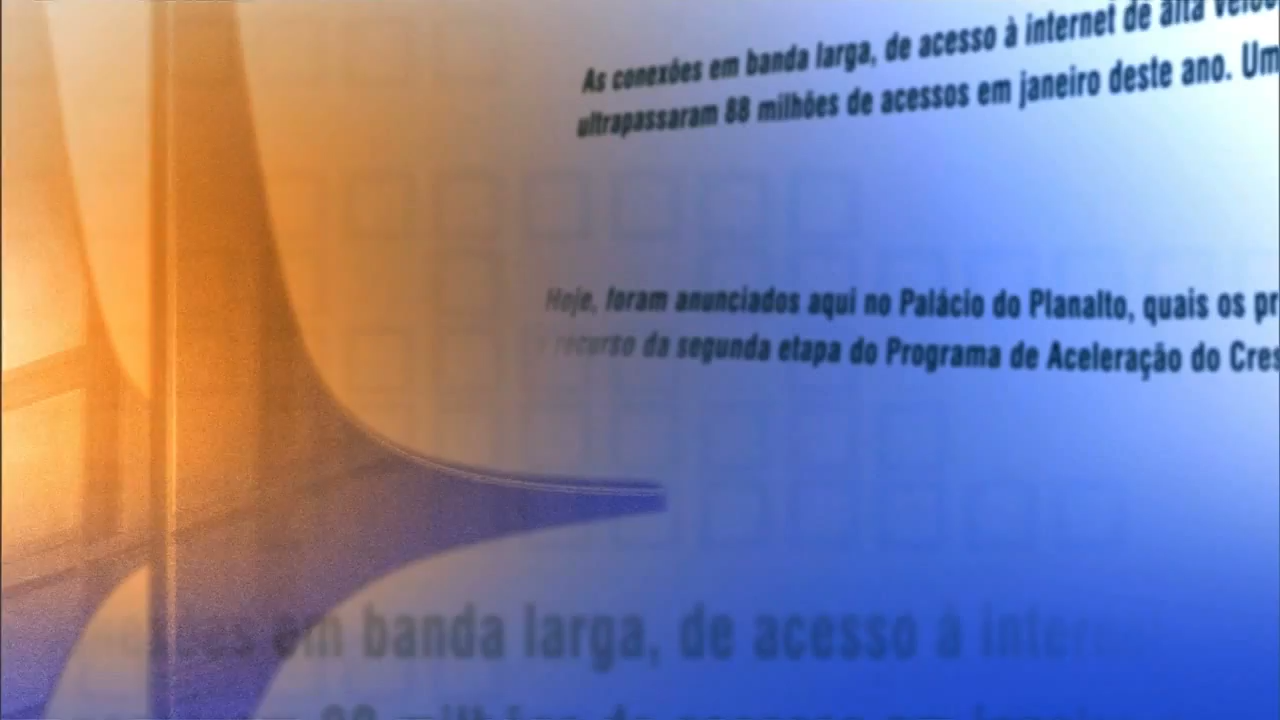 As conexões em banda larga, de acesso à internet de alta
ultrapassaram 88 milhões de acessos em janeiro deste ano. Um
Hoje, foram anunciados aqui no Palácio do Planalto, quais os
recurso da segunda etapa do Programa de Aceleração do
em banda larga, de acesso à